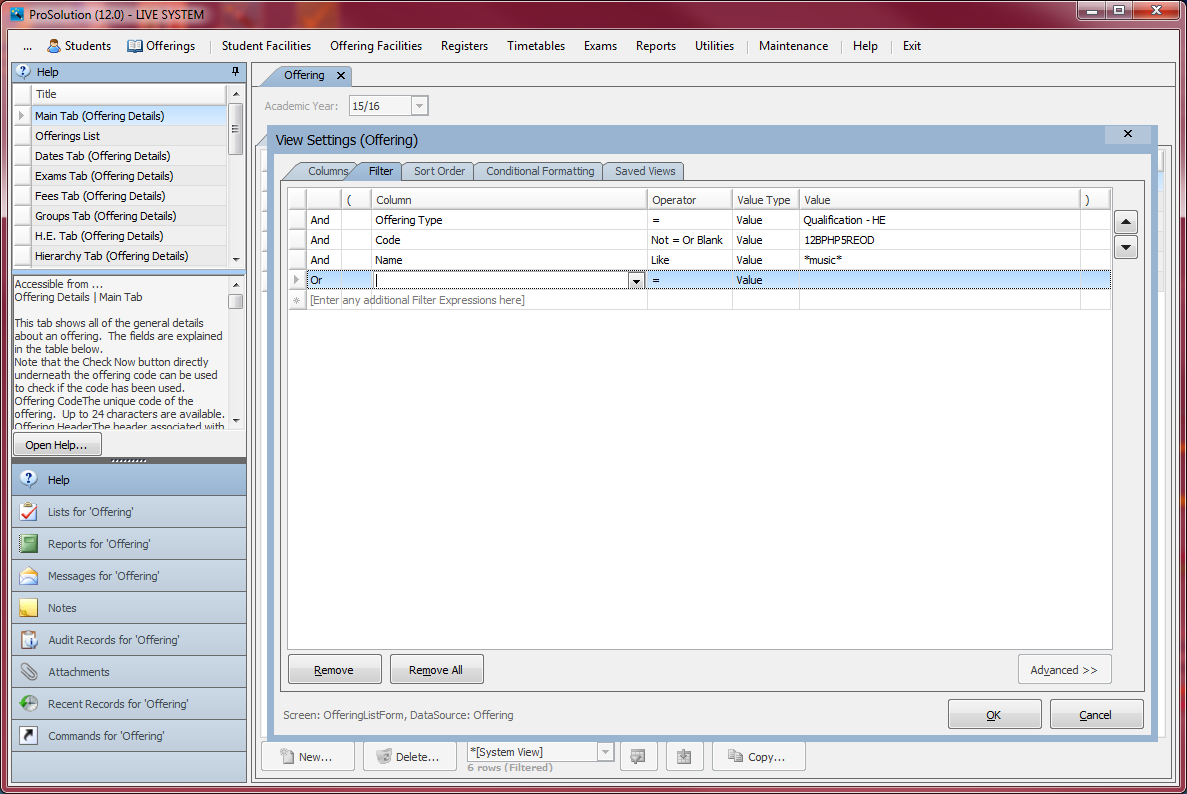 ProSolution (12.0) - LIVE SYSTEM
... Students Offerings Student Facilities Offering Facilities Registers Timetables Exams Reports Utilities Maintenance Help Exit
Help
Title
Main Tab (Offering Details)
Offerings List
Dates Tab (Offering Details)
Exams Tab (Offering Details)
Fees Tab (Offering Details)
Groups Tab (Offering Details)
H.E. Tab (Offering Details)
Hierarchy Tab (Offering Details)
Accessible from ...
Offering Details | Main Tab
This tab shows all of the general details
about an offering. The fields are explained
in the table below.
Note that the Check Now button directly
underneath the offering code can be used
to check if the code has been used.
Offering CodeThe unique code of the
offering. Up to 24 characters are available.
Offering HeaderThe header associated with
Open Help...
Help
Lists for 'Offering'
Reports for 'Offering'
Messages for 'Offering'
Notes
Audit Records for 'Offering'
Attachments
Recent Records for 'Offering'
Commands for 'Offering'
Offering
Academic Year: 15/16
View Settings (Offering)
Columns Filter Sort Order Conditional Formatting Saved Views
( Column Operator Value Type Value )
And Offering Type = Value Qualification - HE
And Code Not = Or Blank Value 12BPHP5REOD
And Name Like Value *music*
Or = Value
[Enter any additional Filter Expressions here]
Remove Remove All Advanced >>
Screen: OfferingListForm, DataSource: Offering
OK Cancel
New... Delete... *[System View] Copy...
6 rows (Filtered)